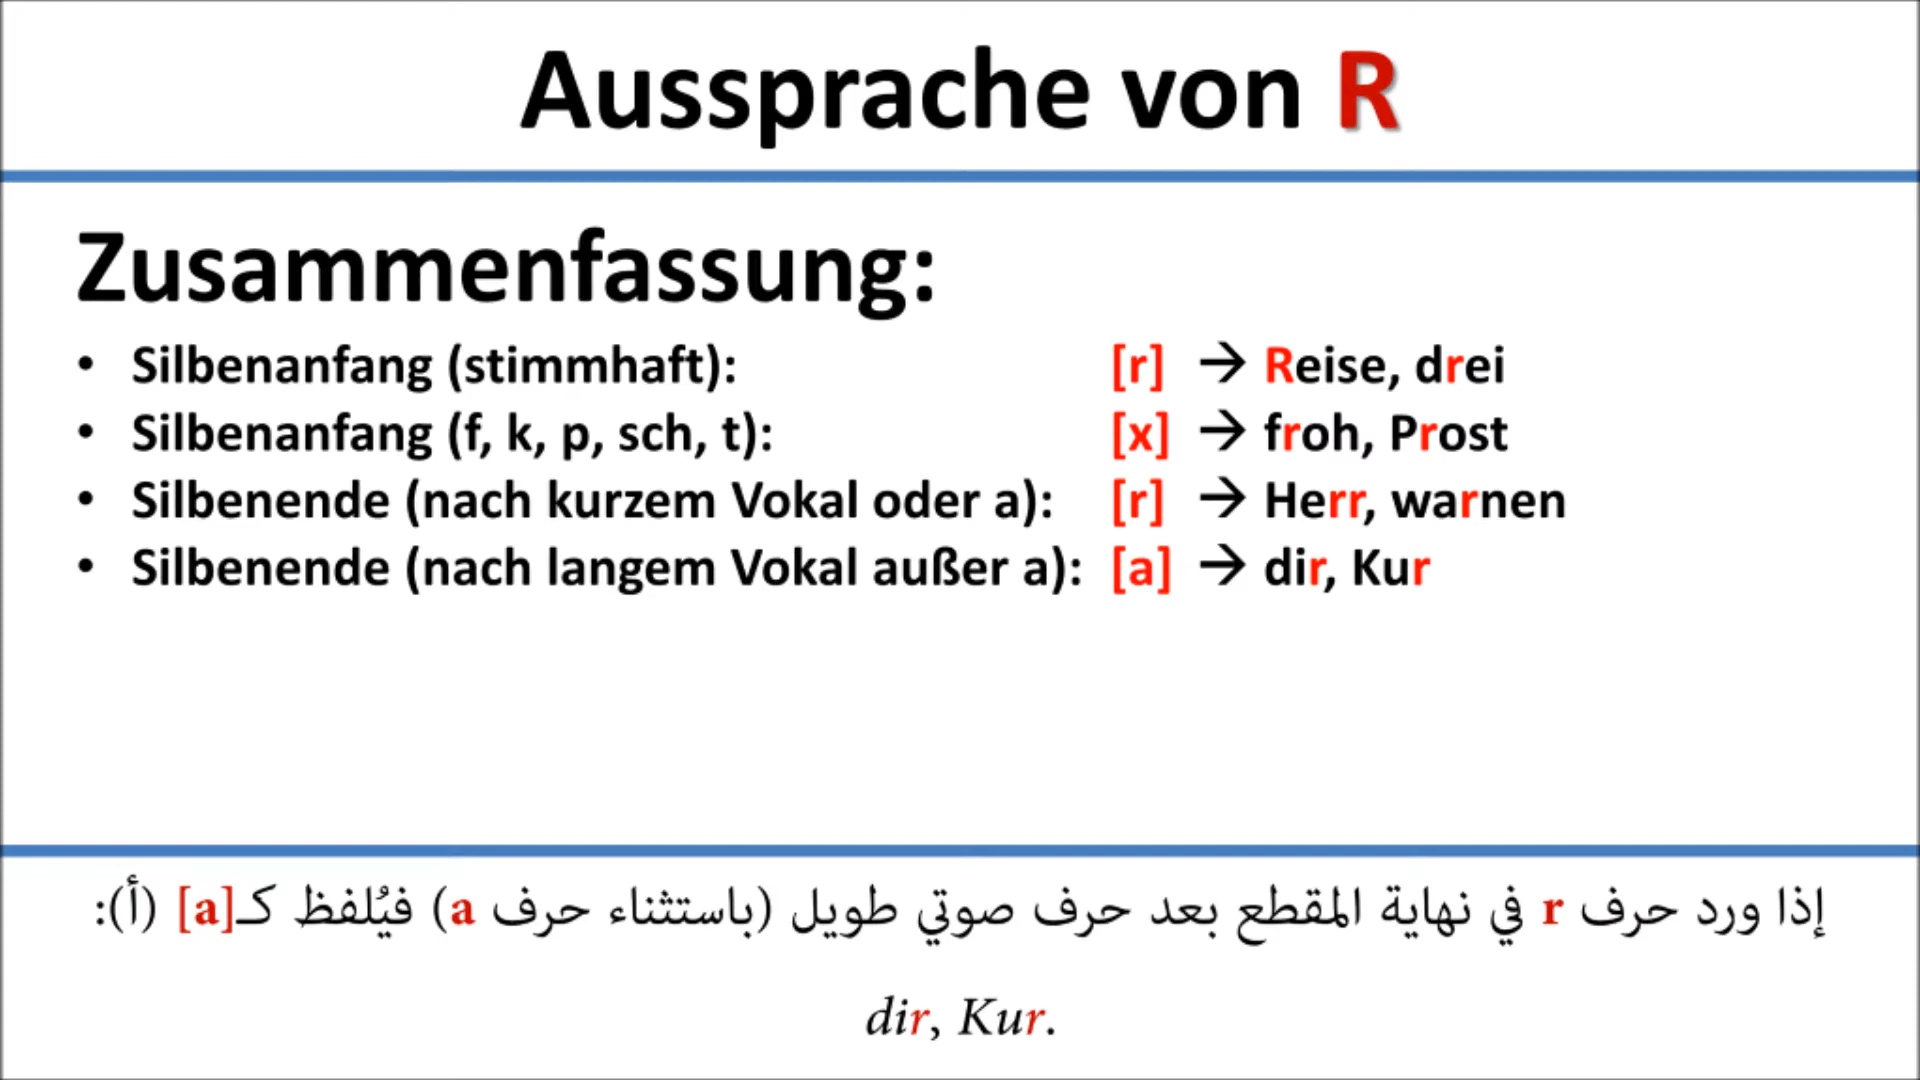 Aussprache von R
Zusammenfassung:
• Silbenanfang (stimmhaft): [r] → Reise, drei
• Silbenanfang (f, k, p, sch, t): [x] → froh, Prost
• Silbenende (nach kurzem Vokal oder a): [r] → Herr, warnen
• Silbenende (nach langem Vokal außer a): [a] → dir, Kur
إذا ورد حرف r في نهاية المقطع بعد حرف صوتي طويل (باستثناء حرف a) فيُلفظ كـ[a] (أ):
dir, Kur.